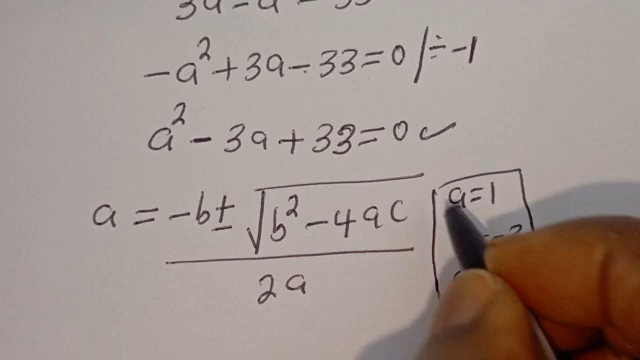 -a² + 3a - 33 = 0 / ÷ -1
a² - 3a + 33 = 0 ✓
a = -b ± √(b² - 4ac) / 2a
a = 1